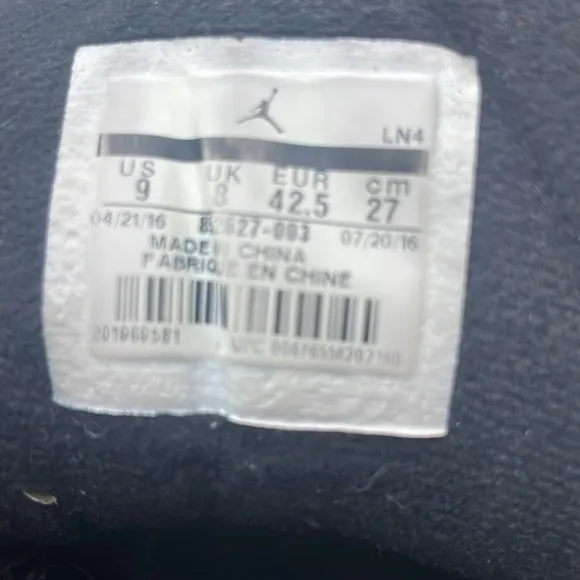 LN4
US UK EUR cm
9 8 42.5 27
04/21/16 07/20/16
MADE IN CHINA
FABRIQUE EN CHINE
UPC